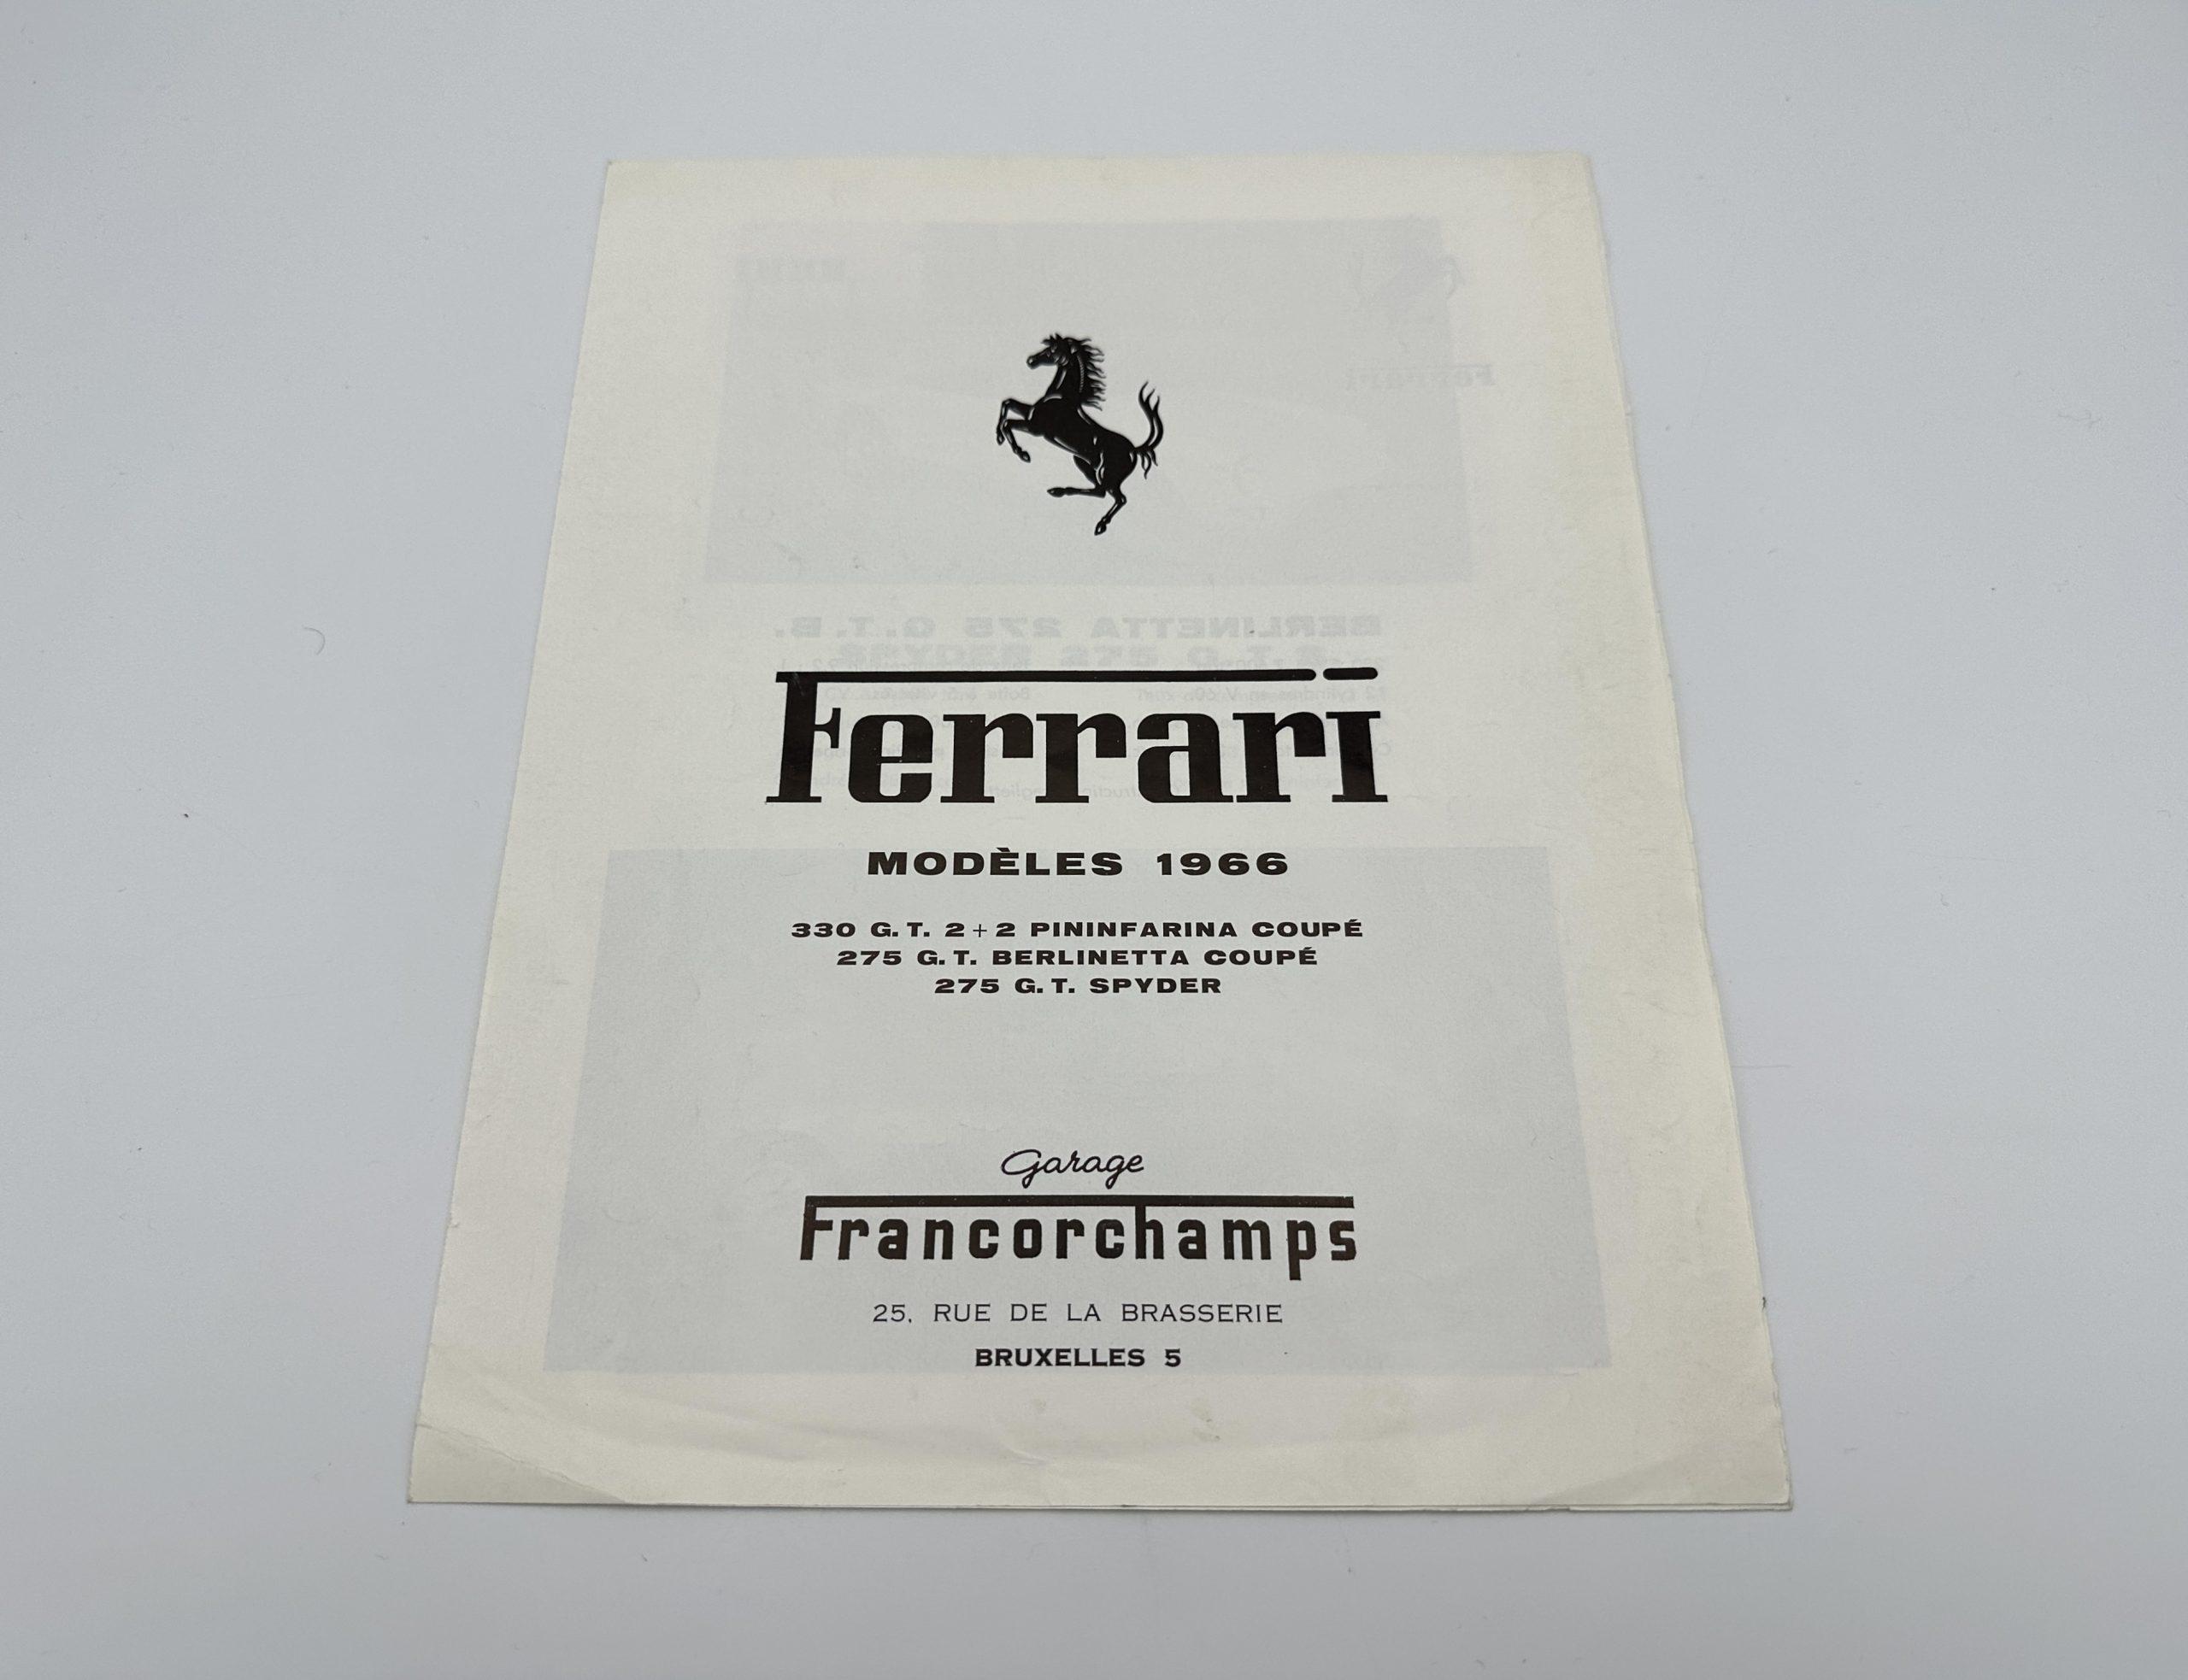 Ferrari
MODÈLES 1966
330 G.T. 2+2 PININFARINA COUPÉ
275 G.T. BERLINETTA COUPÉ
275 G.T. SPYDER
Garage
Francorchamps
25, RUE DE LA BRASSERIE
BRUXELLES 5